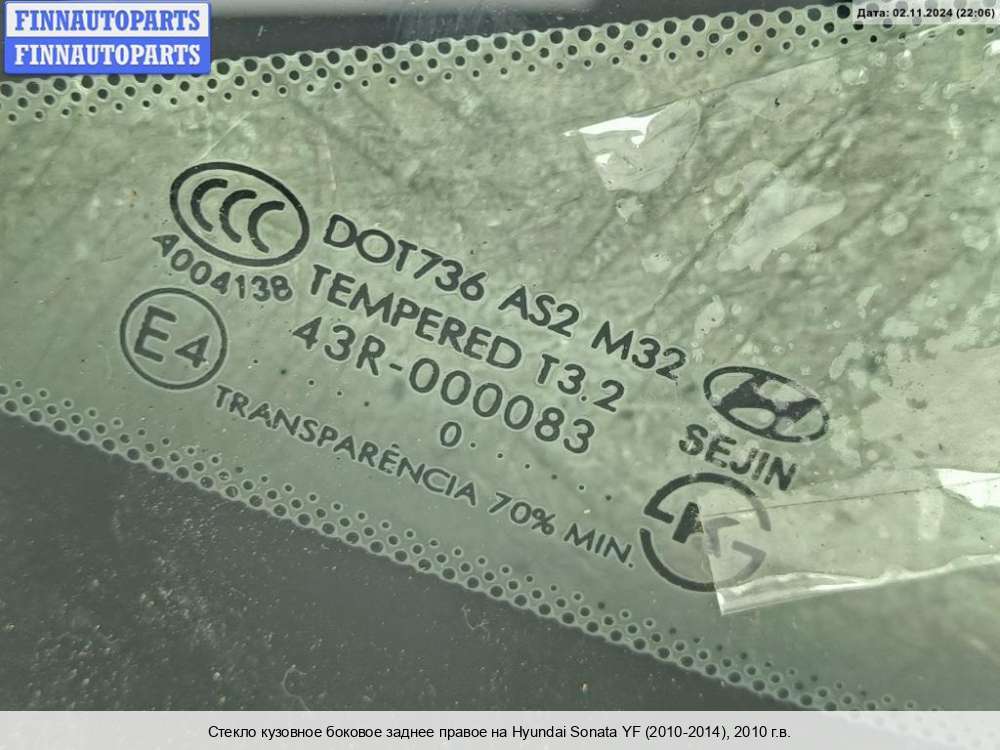 FINNAUTOPARTS
FINNAUTOPARTS
Дата: 02.11.2024 (22:06)
CCC
A004138
DOT736 AS2 M32
TEMPERED T3.2
E4
43R-000083
0
TRANSPARÊNCIA 70% MIN.
SEJIN
Стекло кузовное боковое заднее правое на Hyundai Sonata YF (2010-2014), 2010 г.в.